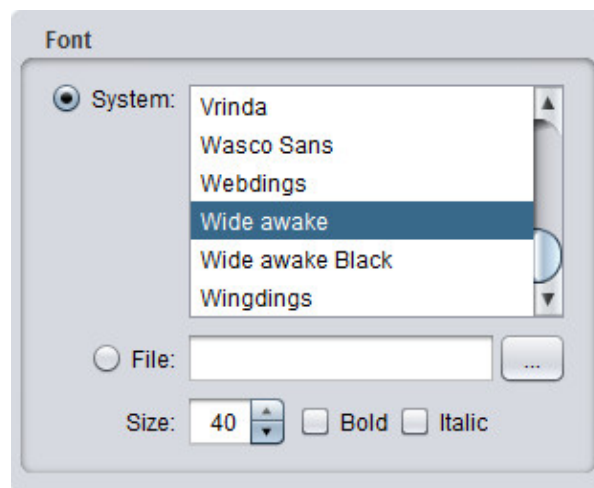 Font
System:
Vrinda
Wasco Sans
Webdings
Wide awake
Wide awake Black
Wingdings
File:
...
Size: 40 Bold Italic